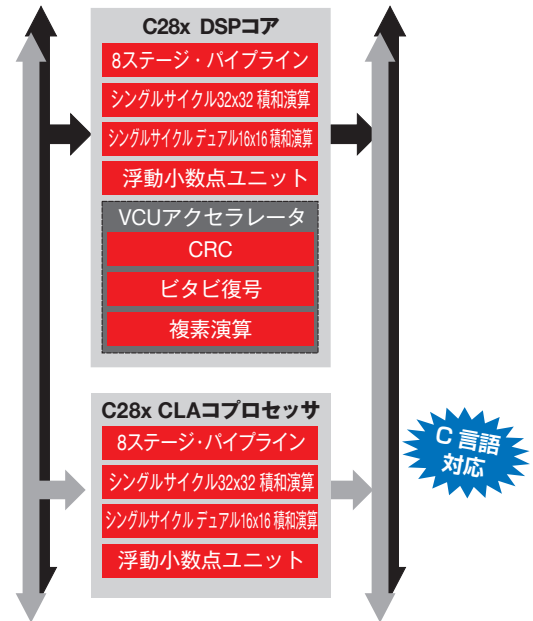 C28x DSPコア
8ステージ・パイプライン
シングルサイクル32x32 積和演算
シングルサイクル デュアル16x16 積和演算
浮動小数点ユニット
VCUアクセラレータ
CRC
ビタビ復号
複素演算
C28x CLAコプロセッサ
8ステージ・パイプライン
シングルサイクル32x32 積和演算
シングルサイクル デュアル16x16 積和演算
浮動小数点ユニット
C 言語
対応